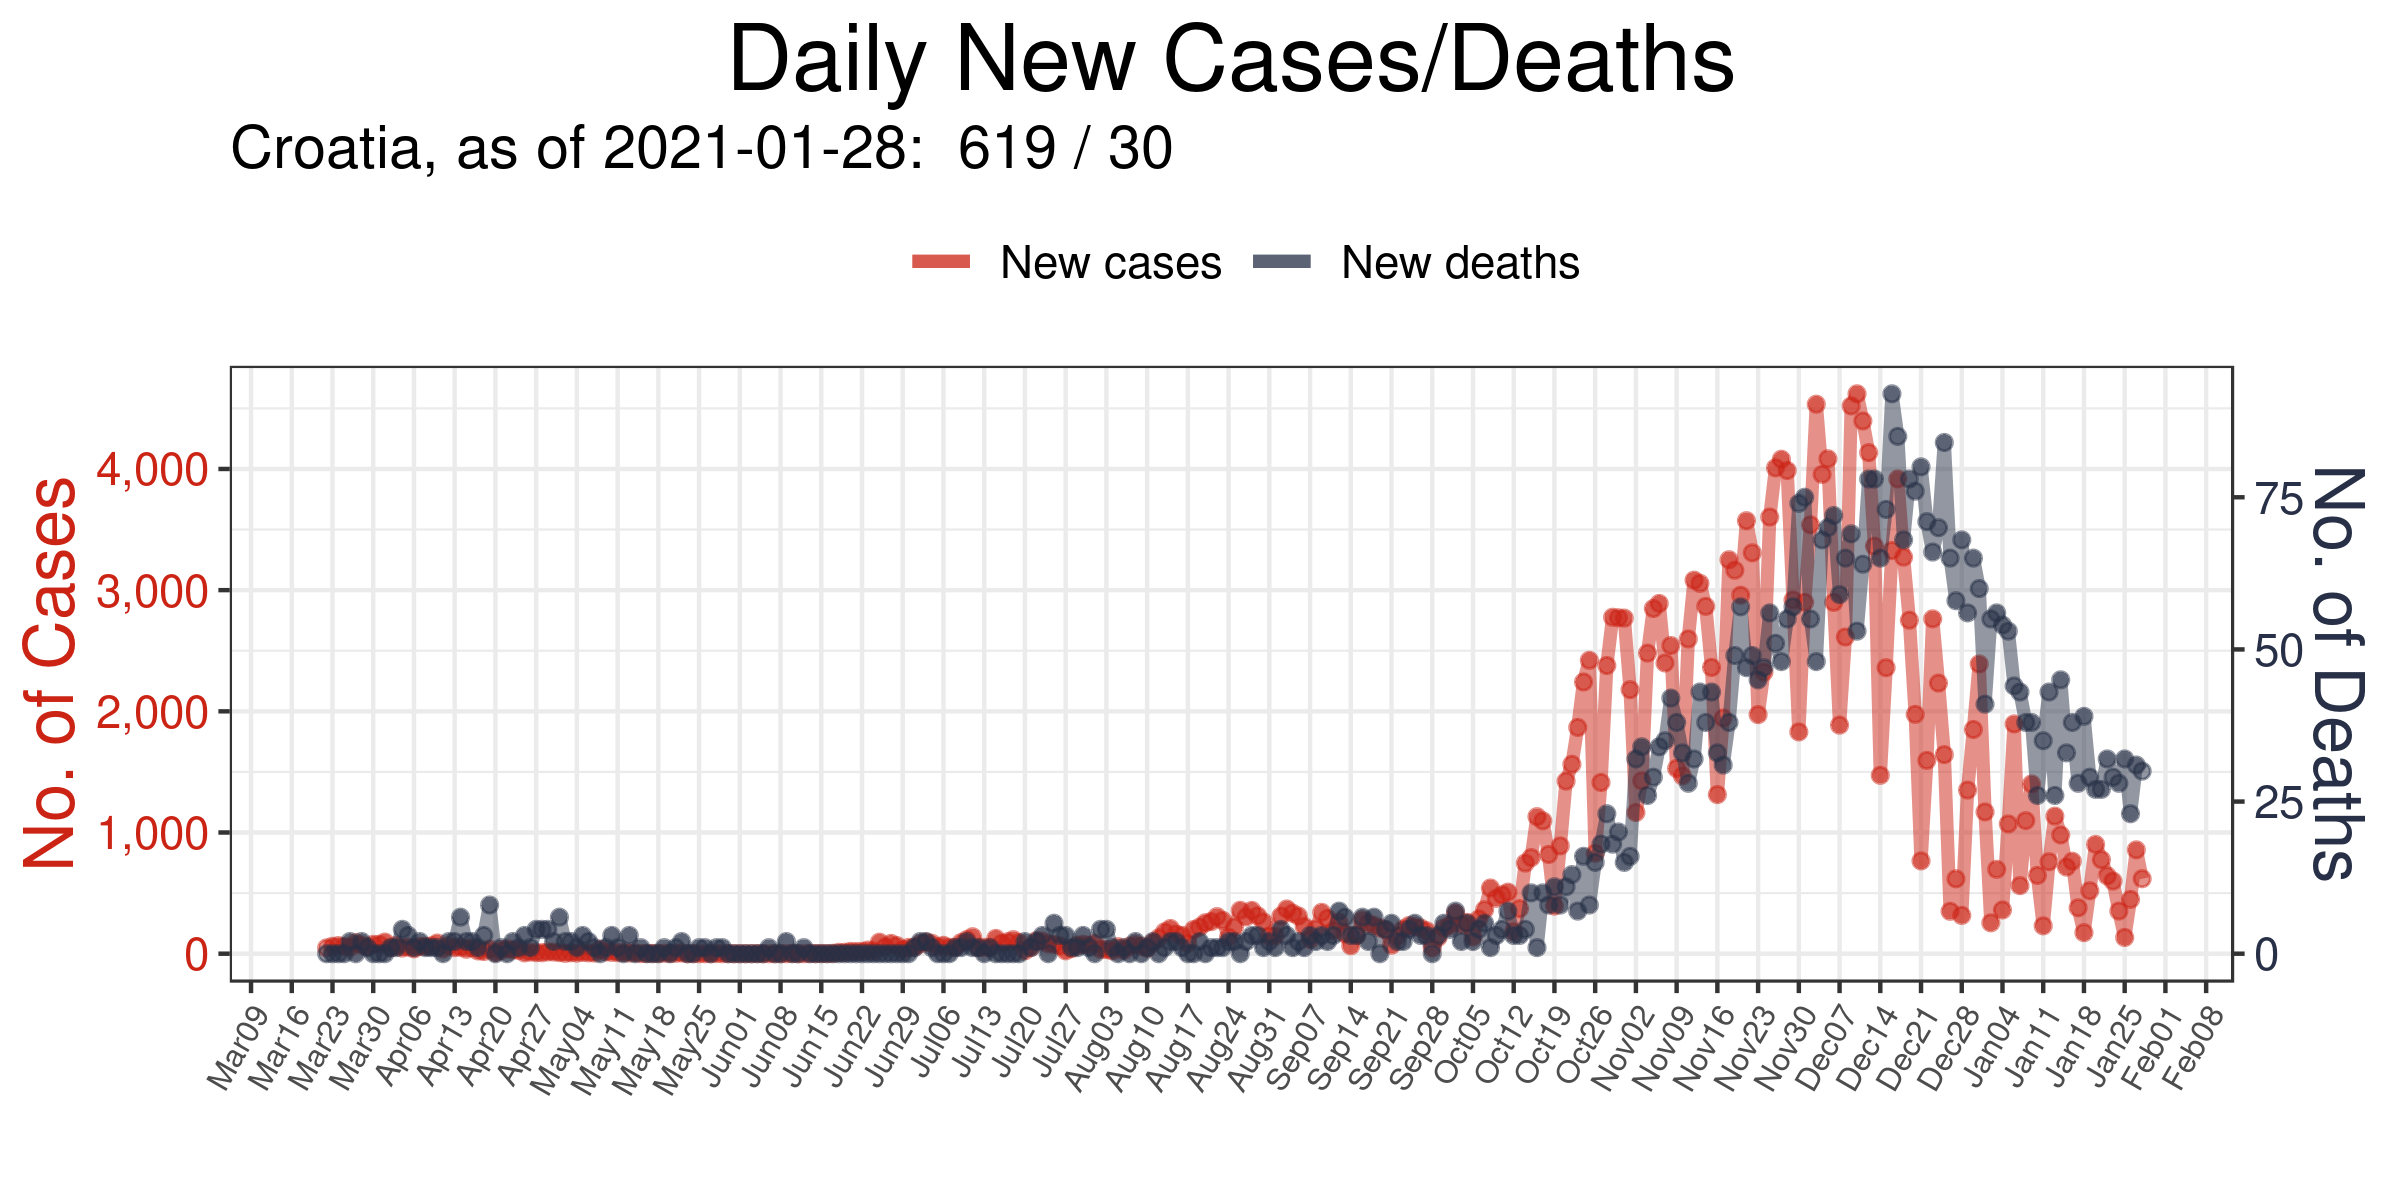 Daily New Cases/Deaths
Croatia, as of 2021-01-28:  619 / 30
New cases
New deaths
No. of Cases
4,000
3,000
2,000
1,000
0
75
50
25
0
No. of Deaths
Mar09
Mar16
Mar23
Mar30
Apr06
Apr13
Apr20
Apr27
May04
May11
May18
May25
Jun01
Jun08
Jun15
Jun22
Jun29
Jul06
Jul13
Jul20
Jul27
Aug03
Aug10
Aug17
Aug24
Aug31
Sep07
Sep14
Sep21
Sep28
Oct05
Oct12
Oct19
Oct26
Nov02
Nov09
Nov16
Nov23
Nov30
Dec07
Dec14
Dec21
Dec28
Jan04
Jan11
Jan18
Jan25
Feb01
Feb08